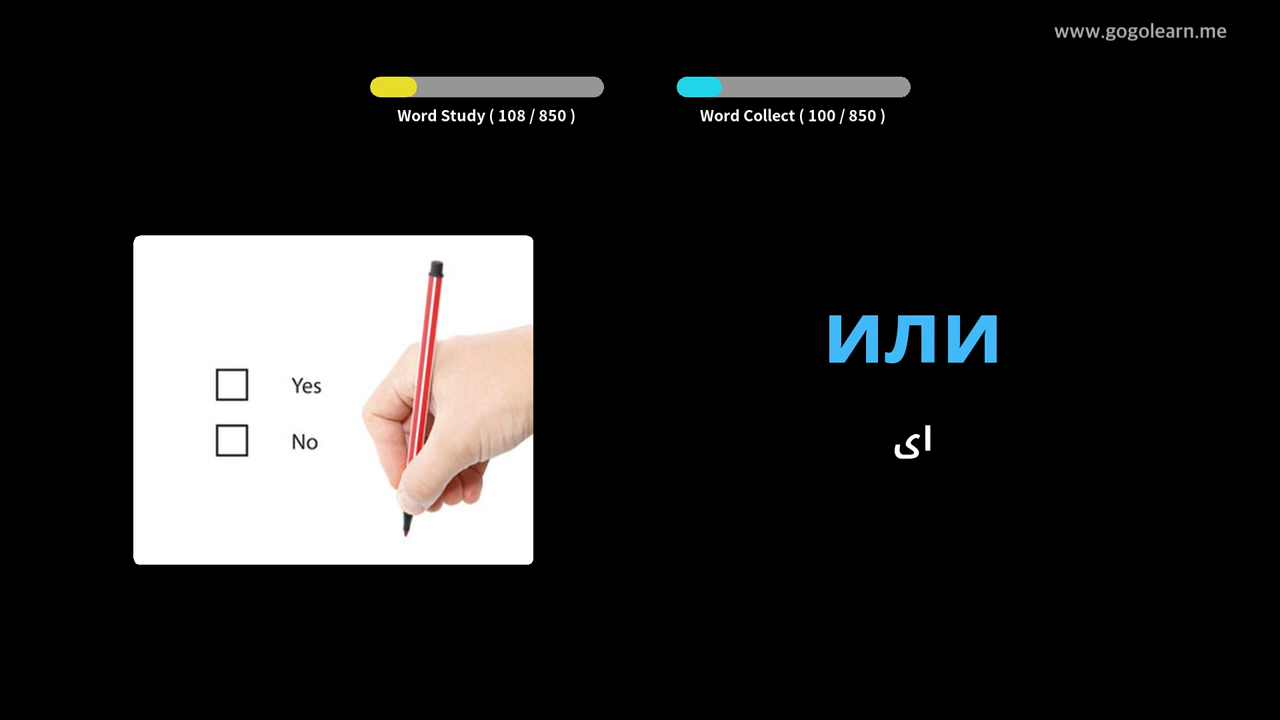 www.gogolearn.me
Word Study ( 108 / 850 )
Word Collect ( 100 / 850 )
Yes
No
или
ای